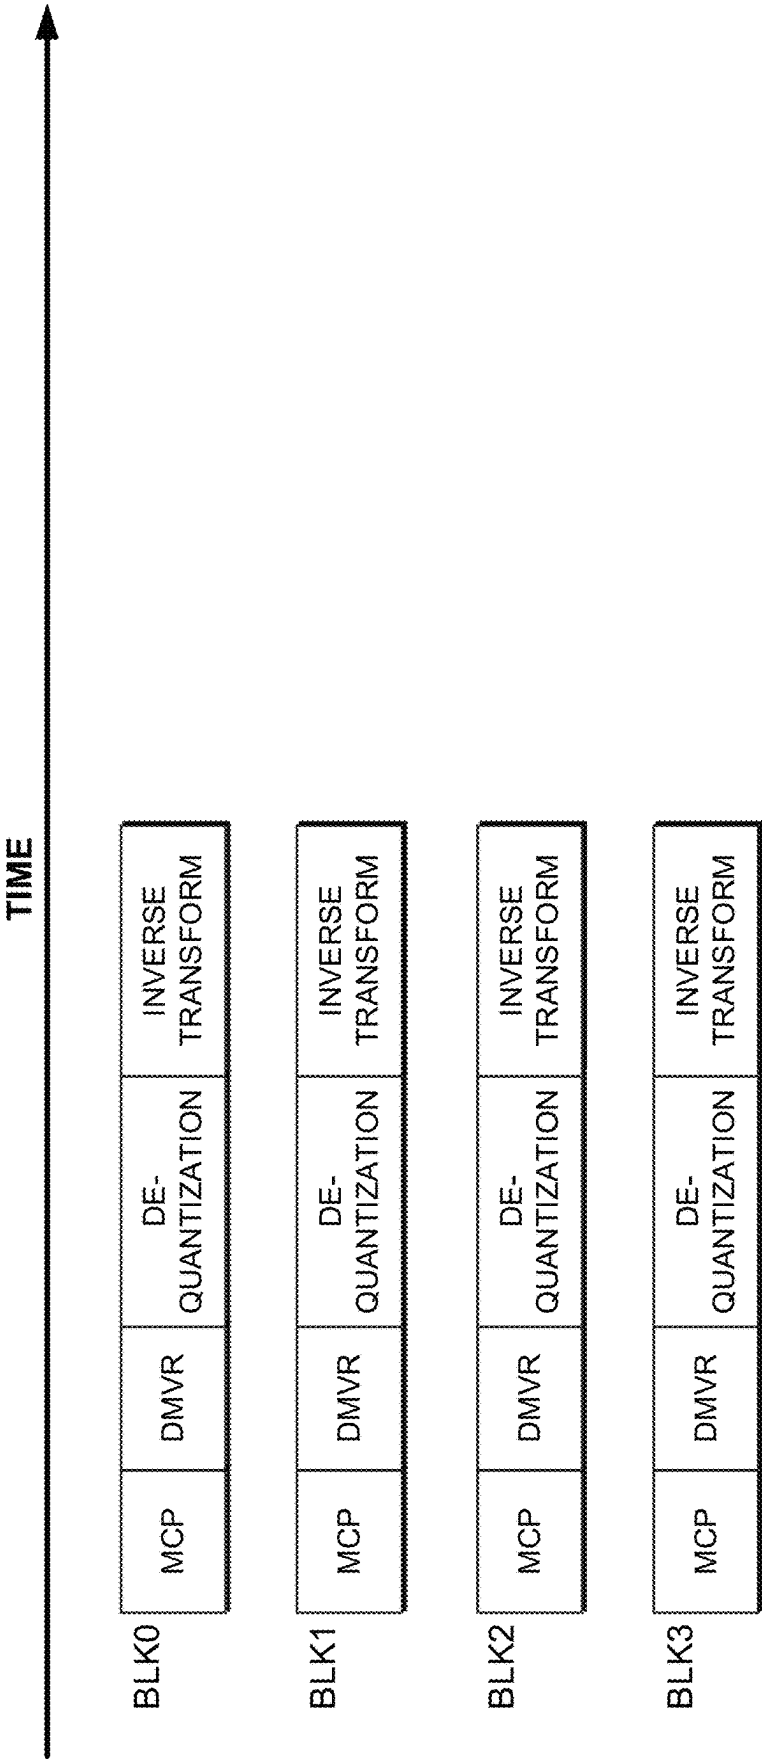 TIME
BLK0
MCP
DMVR
DE-
QUANTIZATION
INVERSE
TRANSFORM
BLK1
MCP
DMVR
DE-
QUANTIZATION
INVERSE
TRANSFORM
BLK2
MCP
DMVR
DE-
QUANTIZATION
INVERSE
TRANSFORM
BLK3
MCP
DMVR
DE-
QUANTIZATION
INVERSE
TRANSFORM